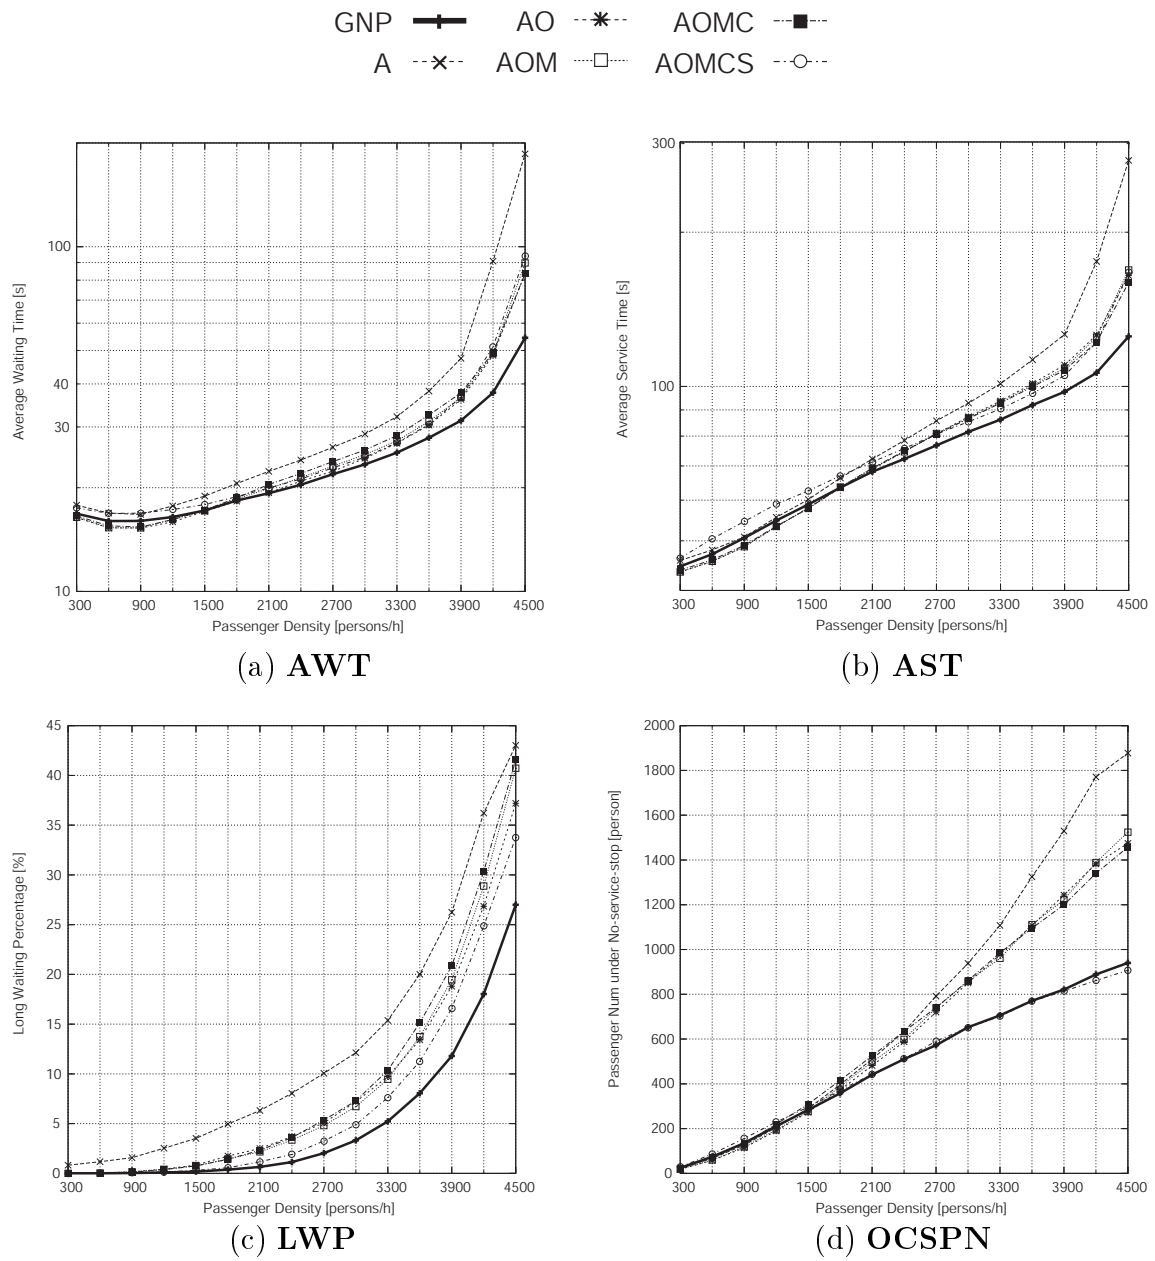 GNP AO AOMC
A AOM AOMCS
Average Waiting Time [s]
100
40
30
10
300 900 1500 2100 2700 3300 3900 4500
Passenger Density [persons/h]
(a) AWT
Average Service Time [s]
300
200
100
300 900 1500 2100 2700 3300 3900 4500
Passenger Density [persons/h]
(b) AST
Long Waiting Percentage [%]
45
40
35
30
25
20
15
10
5
0
300 900 1500 2100 2700 3300 3900 4500
Passenger Density [persons/h]
(c) LWP
Passenger Num under No-service-stop [person]
2000
1800
1600
1400
1200
1000
800
600
400
200
0
300 900 1500 2100 2700 3300 3900 4500
Passenger Density [persons/h]
(d) OCSPN